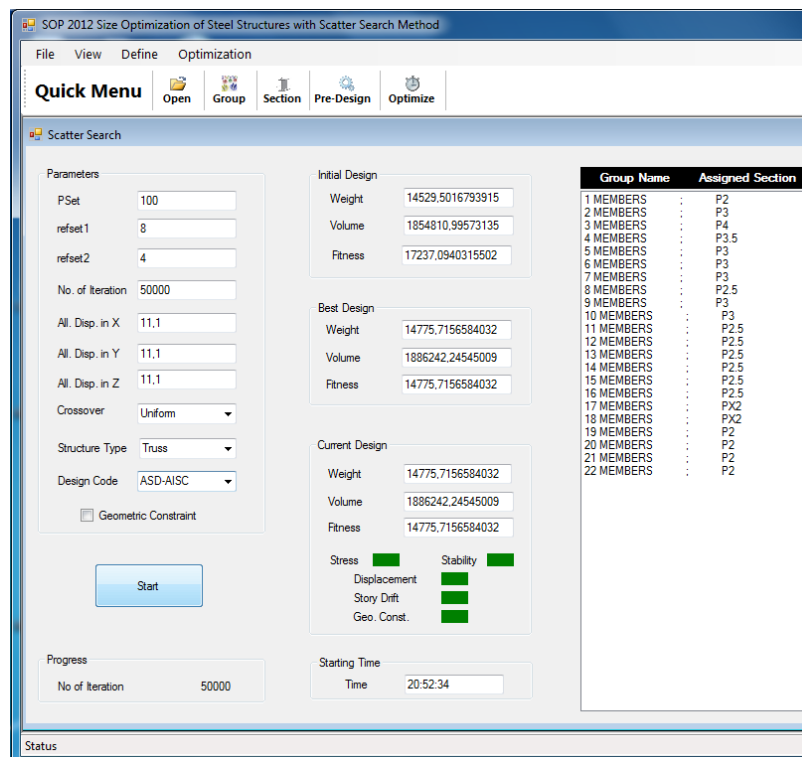 SOP 2012 Size Optimization of Steel Structures with Scatter Search Method
File View Define Optimization
Quick Menu Open Group Section Pre-Design Optimize
Scatter Search
Parameters
PSet 100
refset1 8
refset2 4
No. of Iteration 50000
All. Disp. in X 11,1
All. Disp. in Y 11,1
All. Disp. in Z 11,1
Crossover Uniform
Structure Type Truss
Design Code ASD-AISC
Geometric Constraint
Start
Progress
No of Iteration 50000
Initial Design
Weight 14529,5016793915
Volume 1854810,99573135
Fitness 17237,0940315502
Best Design
Weight 14775,7156584032
Volume 1886242,24545009
Fitness 14775,7156584032
Current Design
Weight 14775,7156584032
Volume 1886242,24545009
Fitness 14775,7156584032
Stress Stability
Displacement
Story Drift
Geo. Const.
Starting Time
Time 20:52:34
Group Name Assigned Section
1 MEMBERS : P2
2 MEMBERS : P3
3 MEMBERS : P4
4 MEMBERS : P3.5
5 MEMBERS : P3
6 MEMBERS : P3
7 MEMBERS : P3
8 MEMBERS : P2.5
9 MEMBERS : P3
10 MEMBERS : P3
11 MEMBERS : P2.5
12 MEMBERS : P2.5
13 MEMBERS : P2.5
14 MEMBERS : P2.5
15 MEMBERS : P2.5
16 MEMBERS : P2.5
17 MEMBERS : PX2
18 MEMBERS : PX2
19 MEMBERS : P2
20 MEMBERS : P2
21 MEMBERS : P2
22 MEMBERS : P2
Status